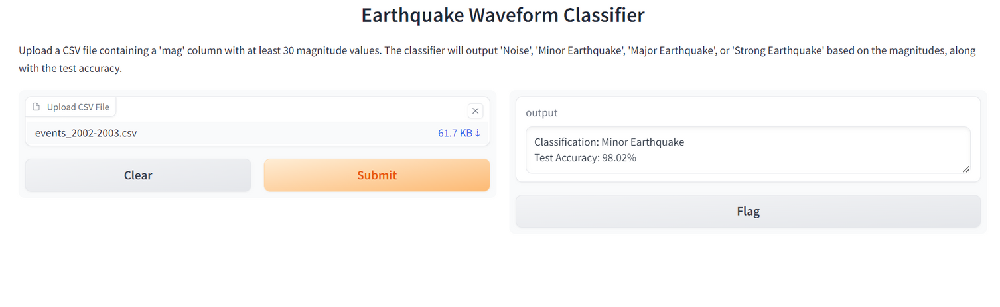 Earthquake Waveform Classifier
Upload a CSV file containing a 'mag' column with at least 30 magnitude values. The classifier will output 'Noise', 'Minor Earthquake', 'Major Earthquake', or 'Strong Earthquake' based on the magnitudes, along
with the test accuracy.
Upload CSV File
events_2002-2003.csv 61.7 KB ⇣
Clear Submit
output
Classification: Minor Earthquake
Test Accuracy: 98.02%
Flag